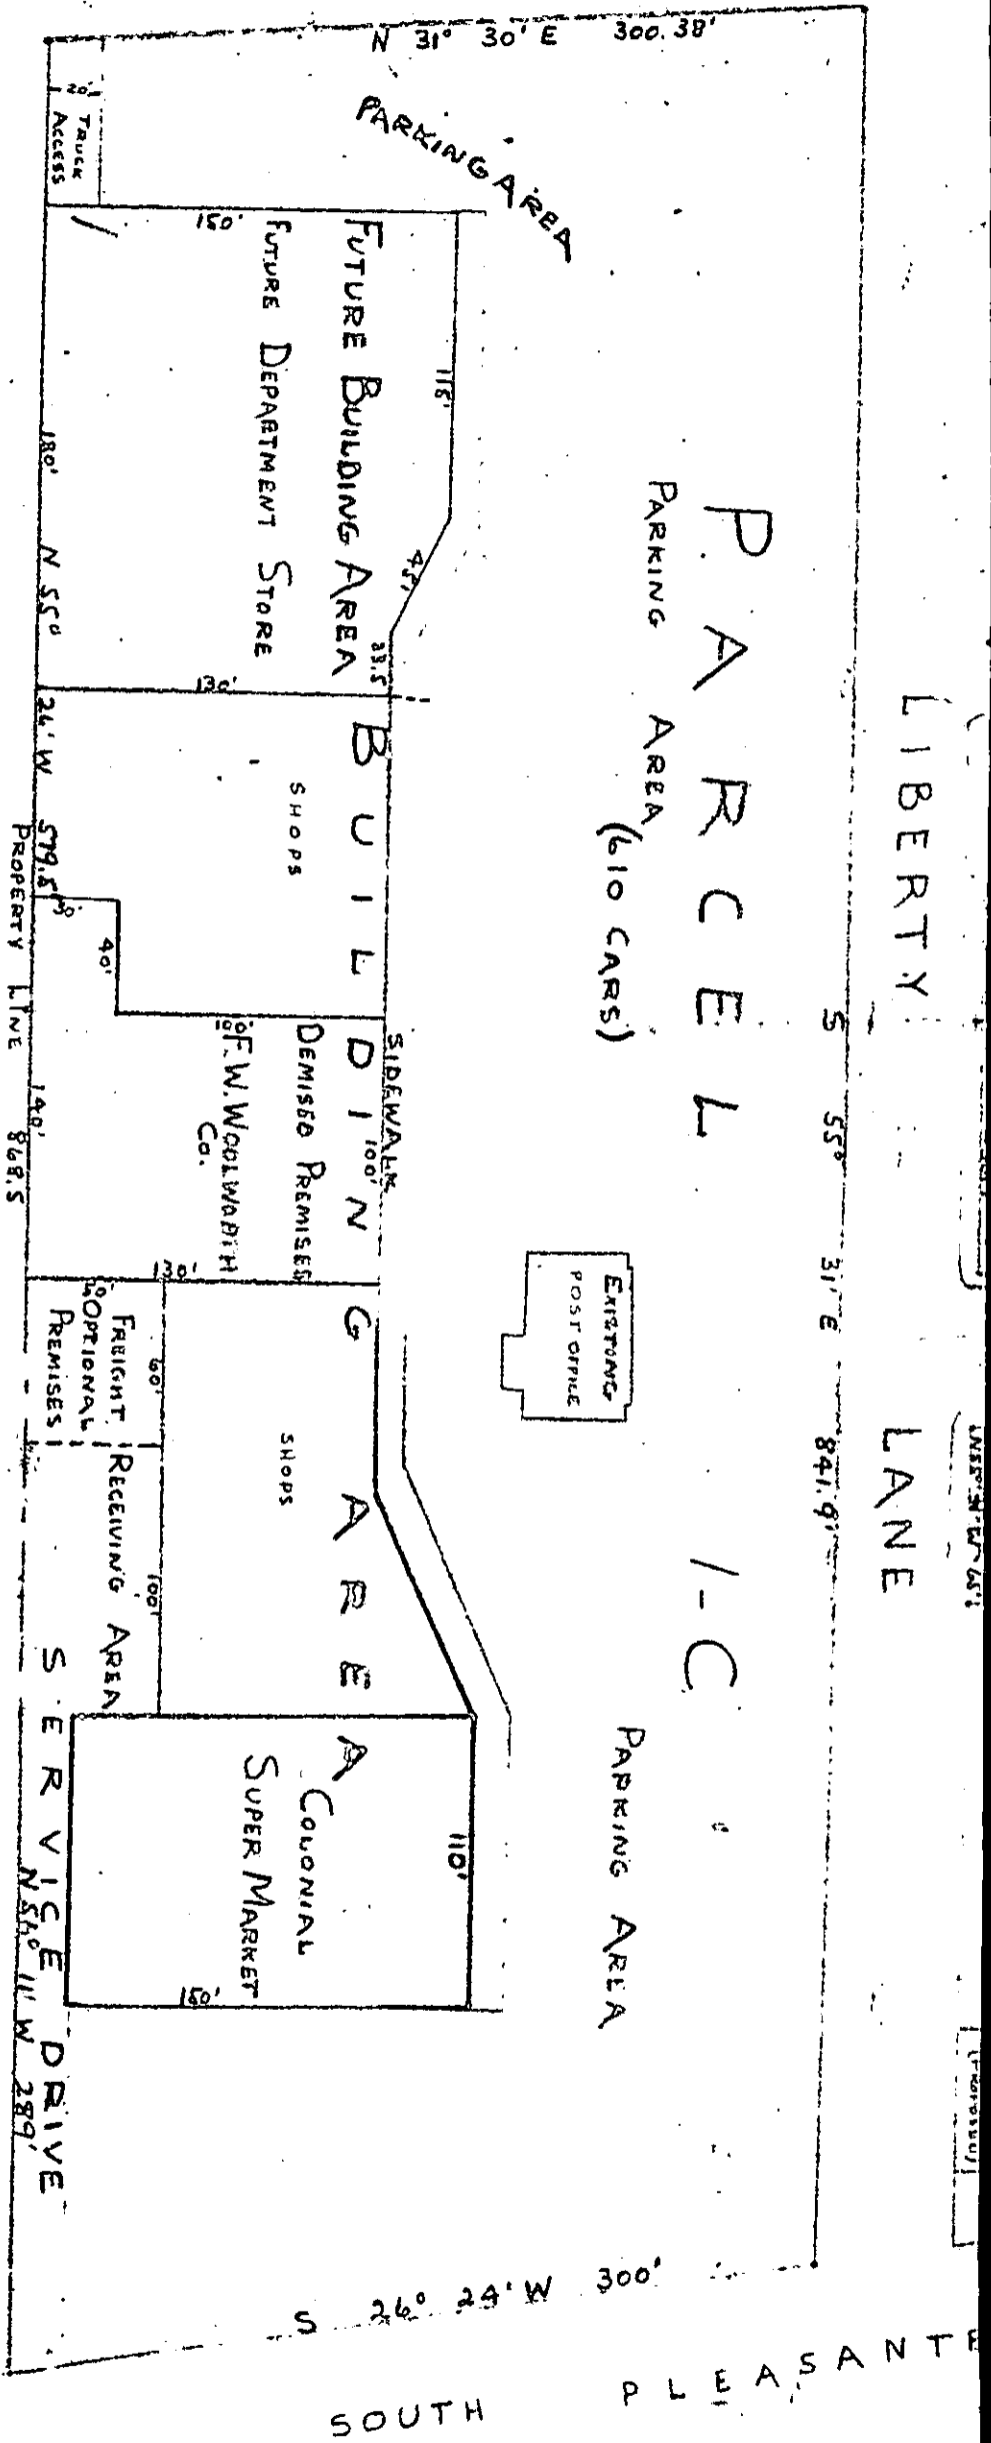 N 31° 30' E 300.38'
PARKING AREA
20'
TRUCK
ACCESS
150'
118'
FUTURE BUILDING AREA
FUTURE DEPARTMENT STORE
45'
23.5
180'
N 55° 26' W 579.5'
130'
LIBERTY LANE
PARCEL 1-C
PARKING AREA
(610 CARS)
S 55° 31' E 841.9'
BUILDING AREA
SHOPS
40'
PROPERTY LINE 868.5
140'
SIDEWALK
100'
DEMISED PREMISES
F. W. WOOLWORTH
Co.
130'
EXISTING
POST OFFICE
60'
FREIGHT RECEIVING AREA
OPTIONAL
PREMISES
100'
SHOPS
PARKING AREA
110'
COLONIAL
SUPER MARKET
150'
SERVICE DRIVE
N 56° 11' W 289'
S 26° 24' W 300'
SOUTH PLEASANT